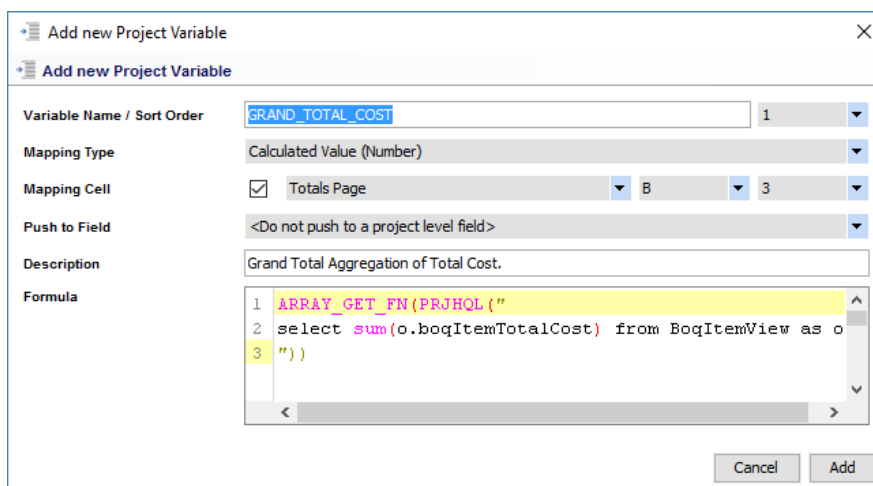 Add new Project Variable
Add new Project Variable
Variable Name / Sort Order GRAND_TOTAL_COST 1
Mapping Type Calculated Value (Number)
Mapping Cell Totals Page B 3
Push to Field <Do not push to a project level field>
Description Grand Total Aggregation of Total Cost.
Formula
1 ARRAY_GET_FN(PRJHQL("
2 select sum(o.boqItemTotalCost) from BoqItemView as o
3 "))
Cancel Add